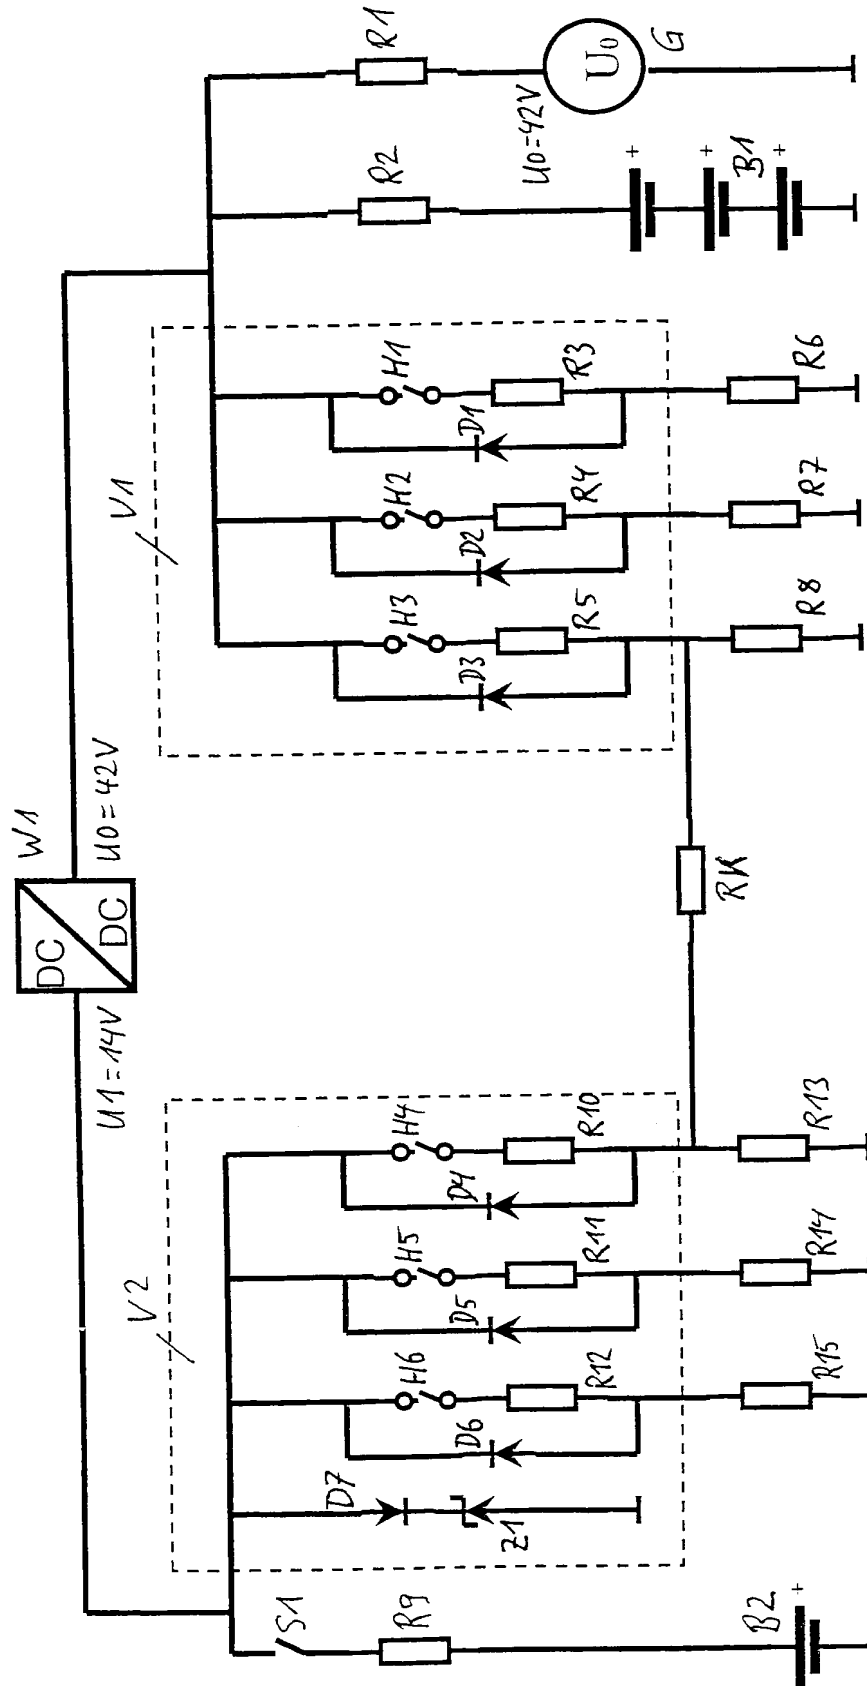 W1
DC
DC
U1=14V
U0=42V
V2
V1
S1
R9
B2
+
D7
Z1
D6
H6
R12
R15
D5
H5
R11
R14
D4
H4
R10
R13
RK
D3
H3
R5
R8
D2
H2
R4
R7
D1
H1
R3
R6
R2
+
+
+
B1
R1
U0=42V
U0
G